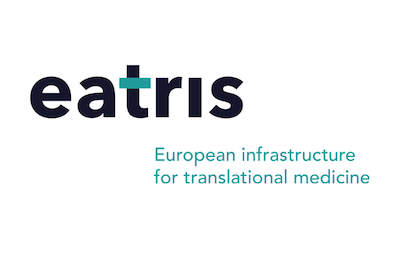 eatris
European infrastructure
for translational medicine